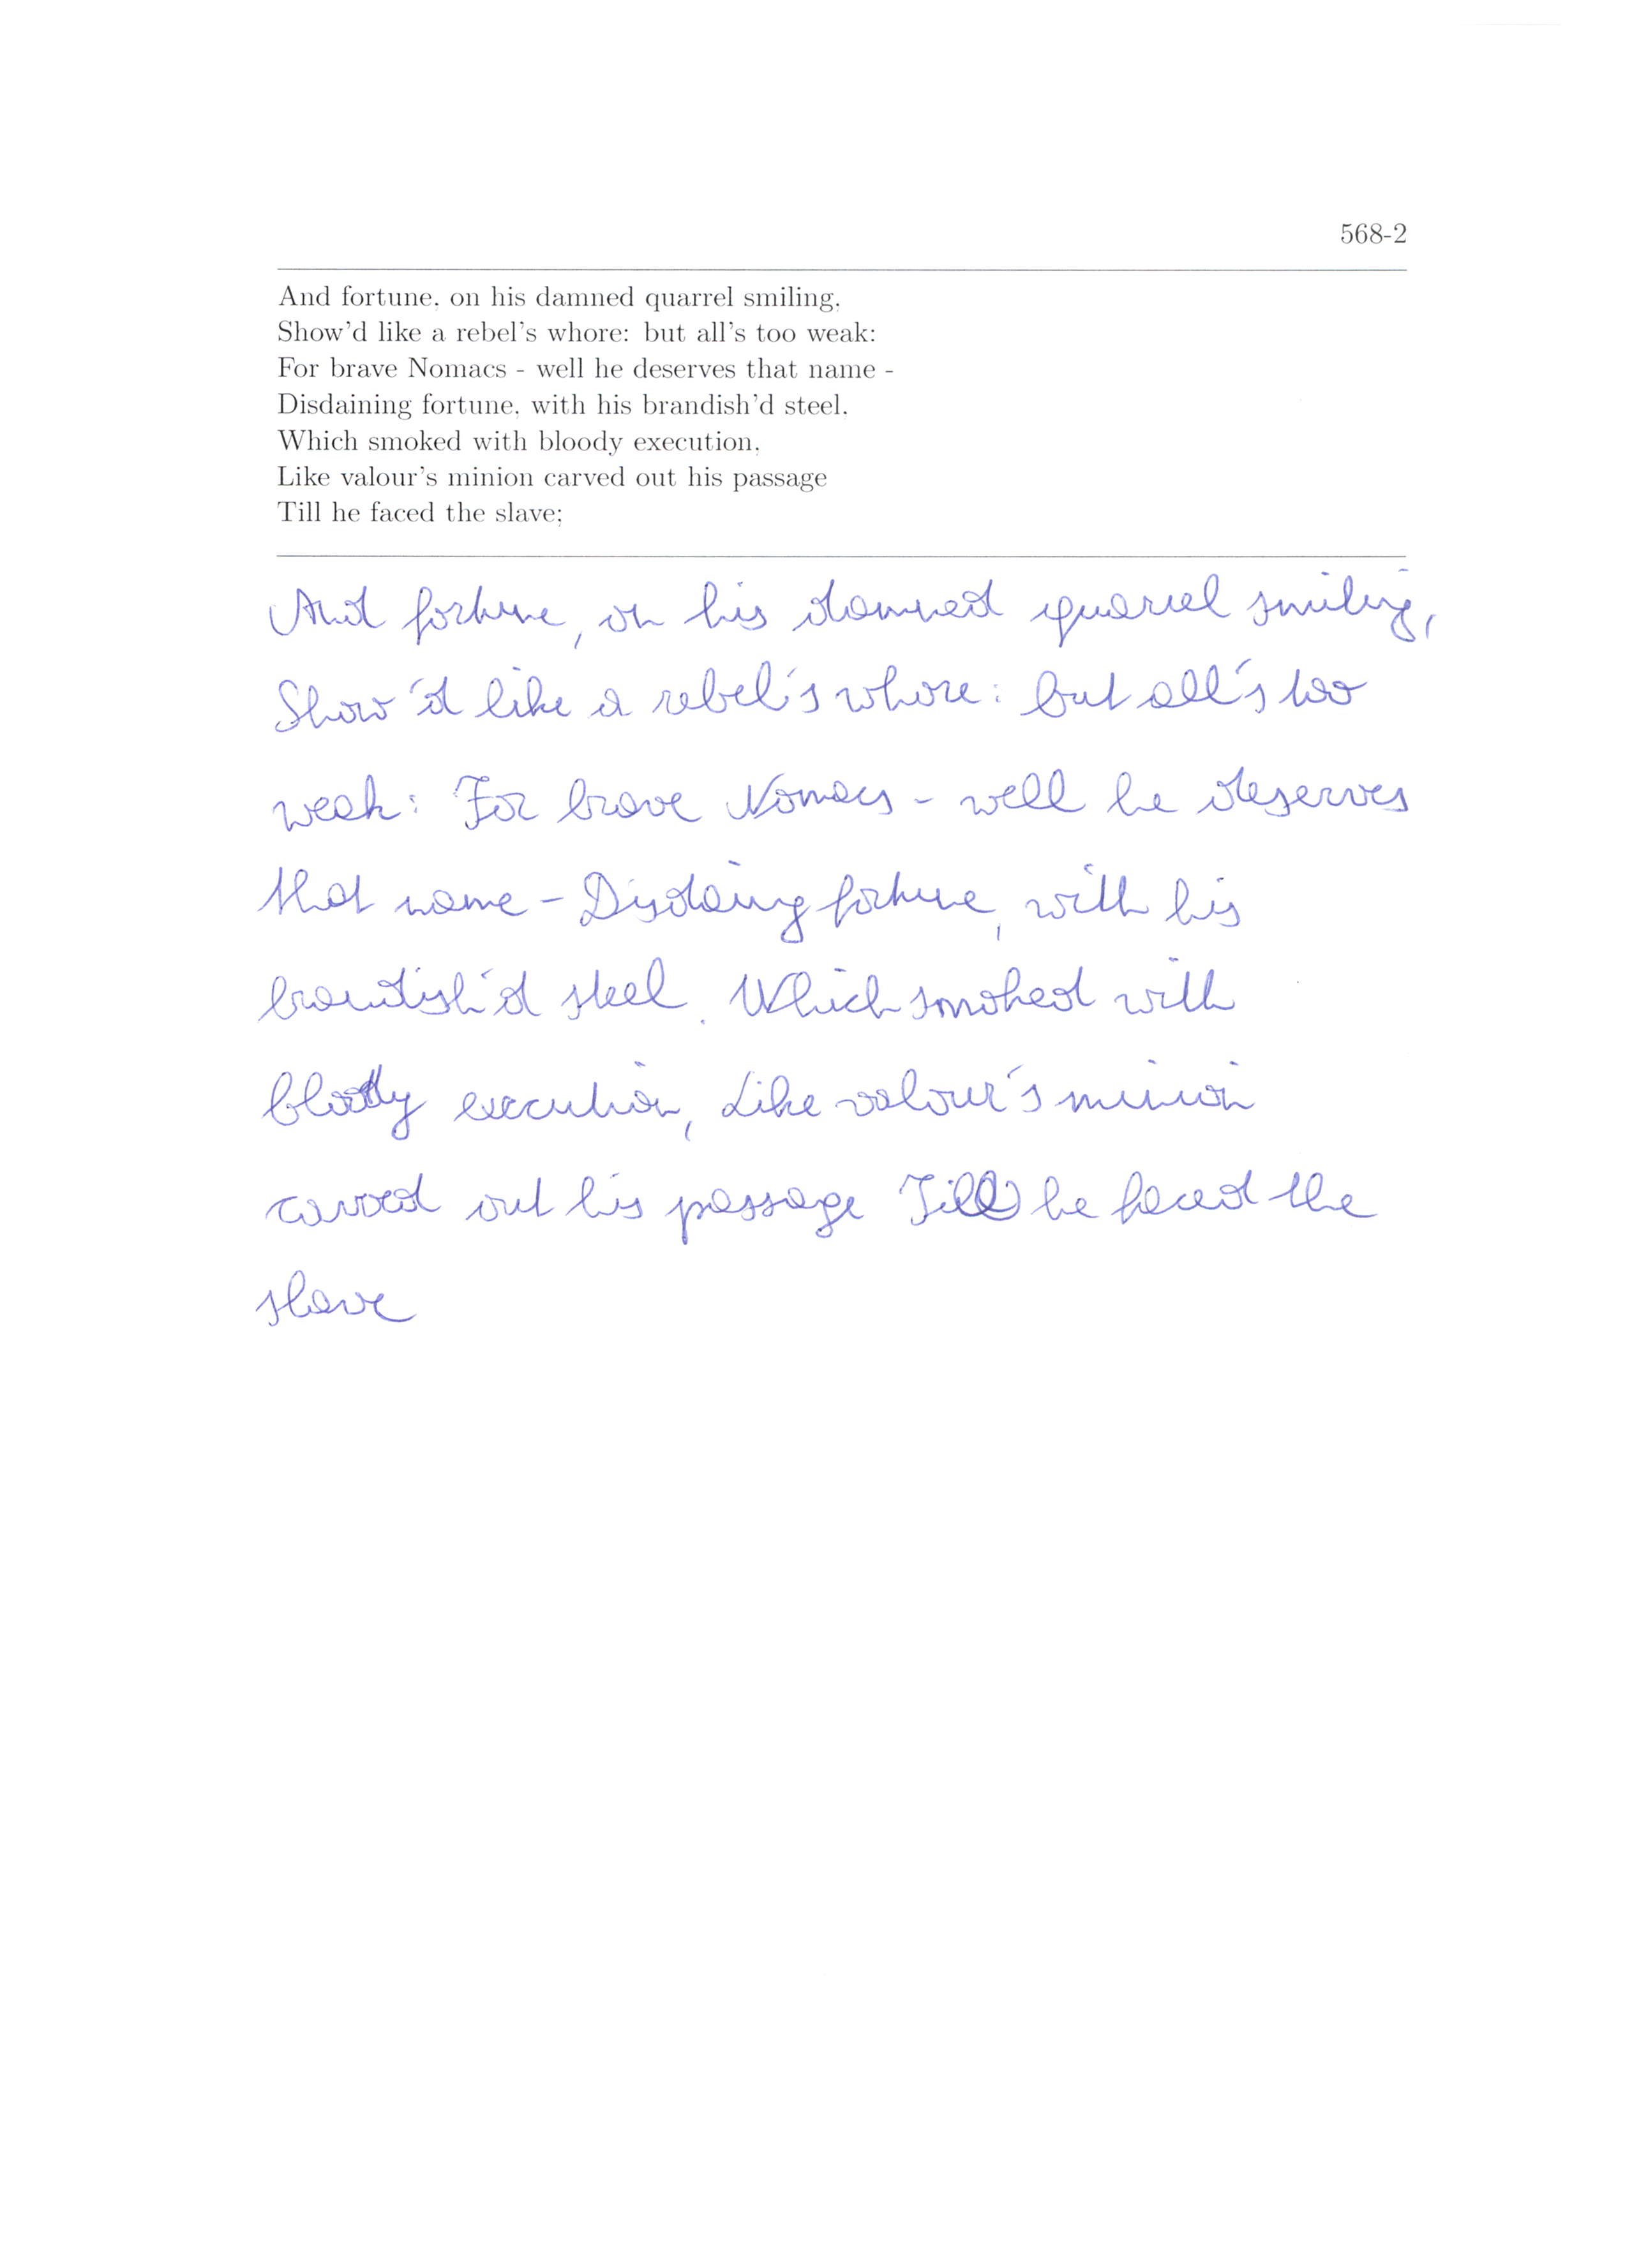 568-2
And fortune, on his damned quarrel smiling,
Show'd like a rebel's whore: but all's too weak:
For brave Nomacs - well he deserves that name -
Disdaining fortune, with his brandish'd steel,
Which smoked with bloody execution,
Like valour's minion carved out his passage
Till he faced the slave;
And fortune, on his damned quarrel smiling,
Show'd like a rebel's whore: but all's too
weak: For brave Nomacs - well he deserves
that name - Disdaing fortune, with his
brandish'd steel. Which smoked with
bloody execution, Like valour's minion
carved out his passage Till he faced the
slave